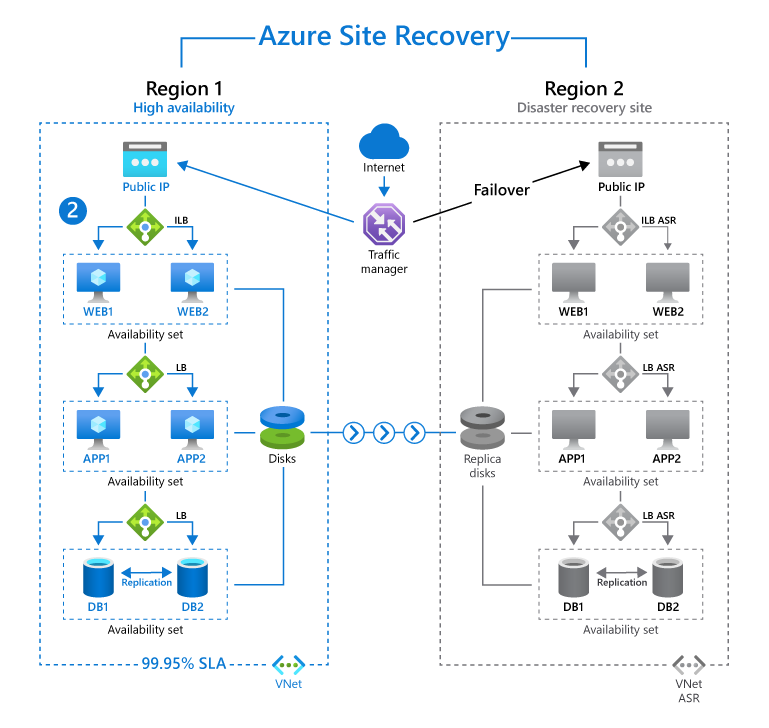 Azure Site Recovery
Region 1
High availability
Region 2
Disaster recovery site
Internet
Public IP
Failover
Public IP
2
ILB
Traffic
manager
ILB ASR
WEB1
WEB2
WEB1
WEB2
Availability set
Availability set
LB
LB ASR
APP1
APP2
Disks
Replica
disks
APP1
APP2
Availability set
Availability set
LB
LB ASR
Replication
Replication
DB1
DB2
DB1
DB2
Availability set
Availability set
99.95% SLA
VNet
VNet
ASR